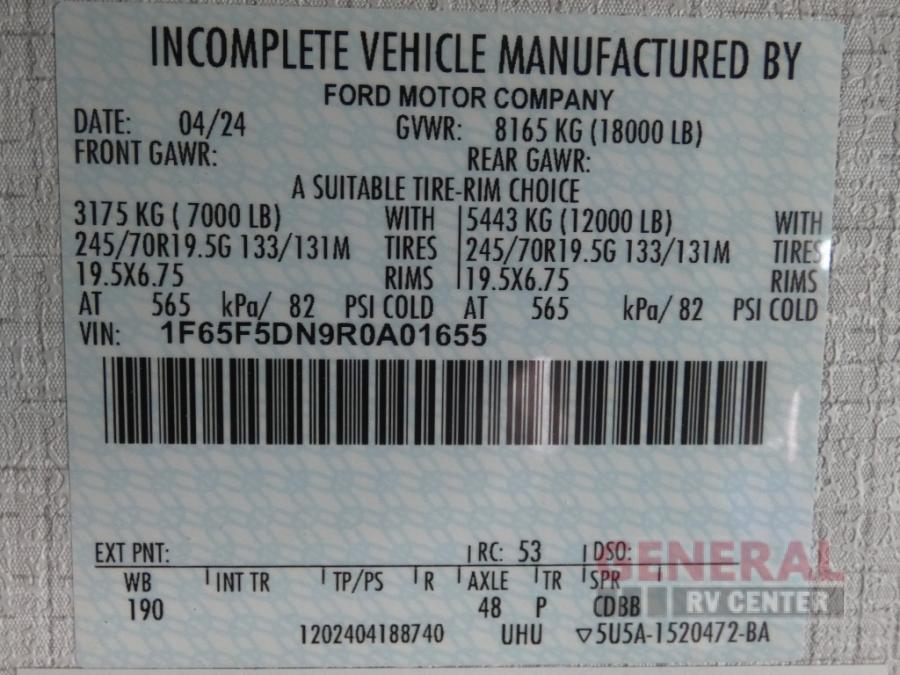 INCOMPLETE VEHICLE MANUFACTURED BY
FORD MOTOR COMPANY
DATE: 04/24 GVWR: 8165 KG (18000 LB)
FRONT GAWR: REAR GAWR:
A SUITABLE TIRE-RIM CHOICE
3175 KG ( 7000 LB) WITH 5443 KG (12000 LB) WITH
245/70R19.5G 133/131M TIRES 245/70R19.5G 133/131M TIRES
19.5X6.75 RIMS 19.5X6.75 RIMS
AT 565 kPa/ 82 PSI COLD AT 565 kPa/ 82 PSI COLD
VIN: 1F65F5DN9R0A01655
EXT PNT: RC: 53 DSO:
WB INT TR TP/PS R AXLE TR SPR
190 48 P CDBB
1202404188740 UHU ▽5U5A-1520472-BA
GENERAL
RV CENTER